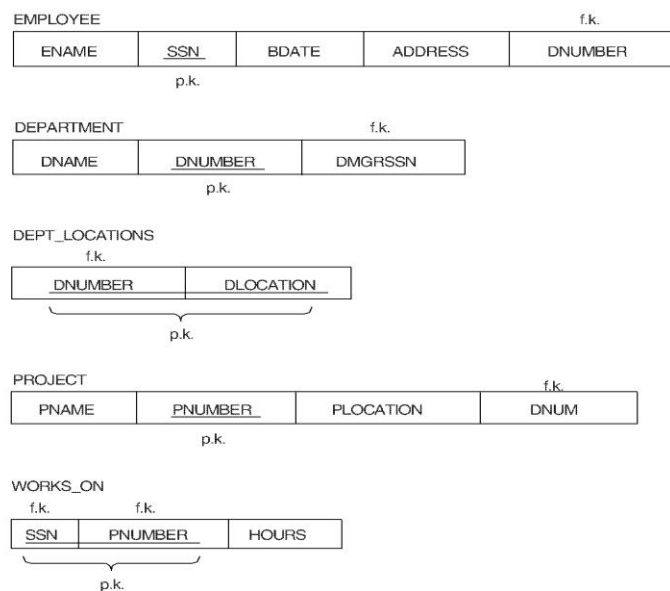 EMPLOYEE f.k.
ENAME SSN BDATE ADDRESS DNUMBER
p.k.
DEPARTMENT f.k.
DNAME DNUMBER DMGRSSN
p.k.
DEPT_LOCATIONS
f.k.
DNUMBER DLOCATION
p.k.
PROJECT f.k.
PNAME PNUMBER PLOCATION DNUM
p.k.
WORKS_ON
f.k. f.k.
SSN PNUMBER HOURS
p.k.